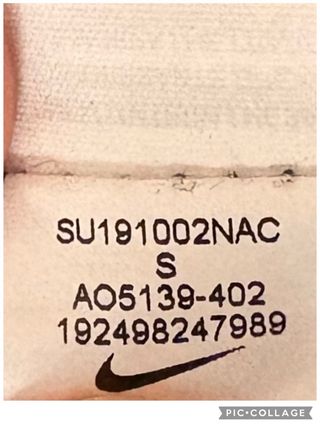 SU191002NAC
S
AO5139-402
192498247989
PIC•COLLAGE